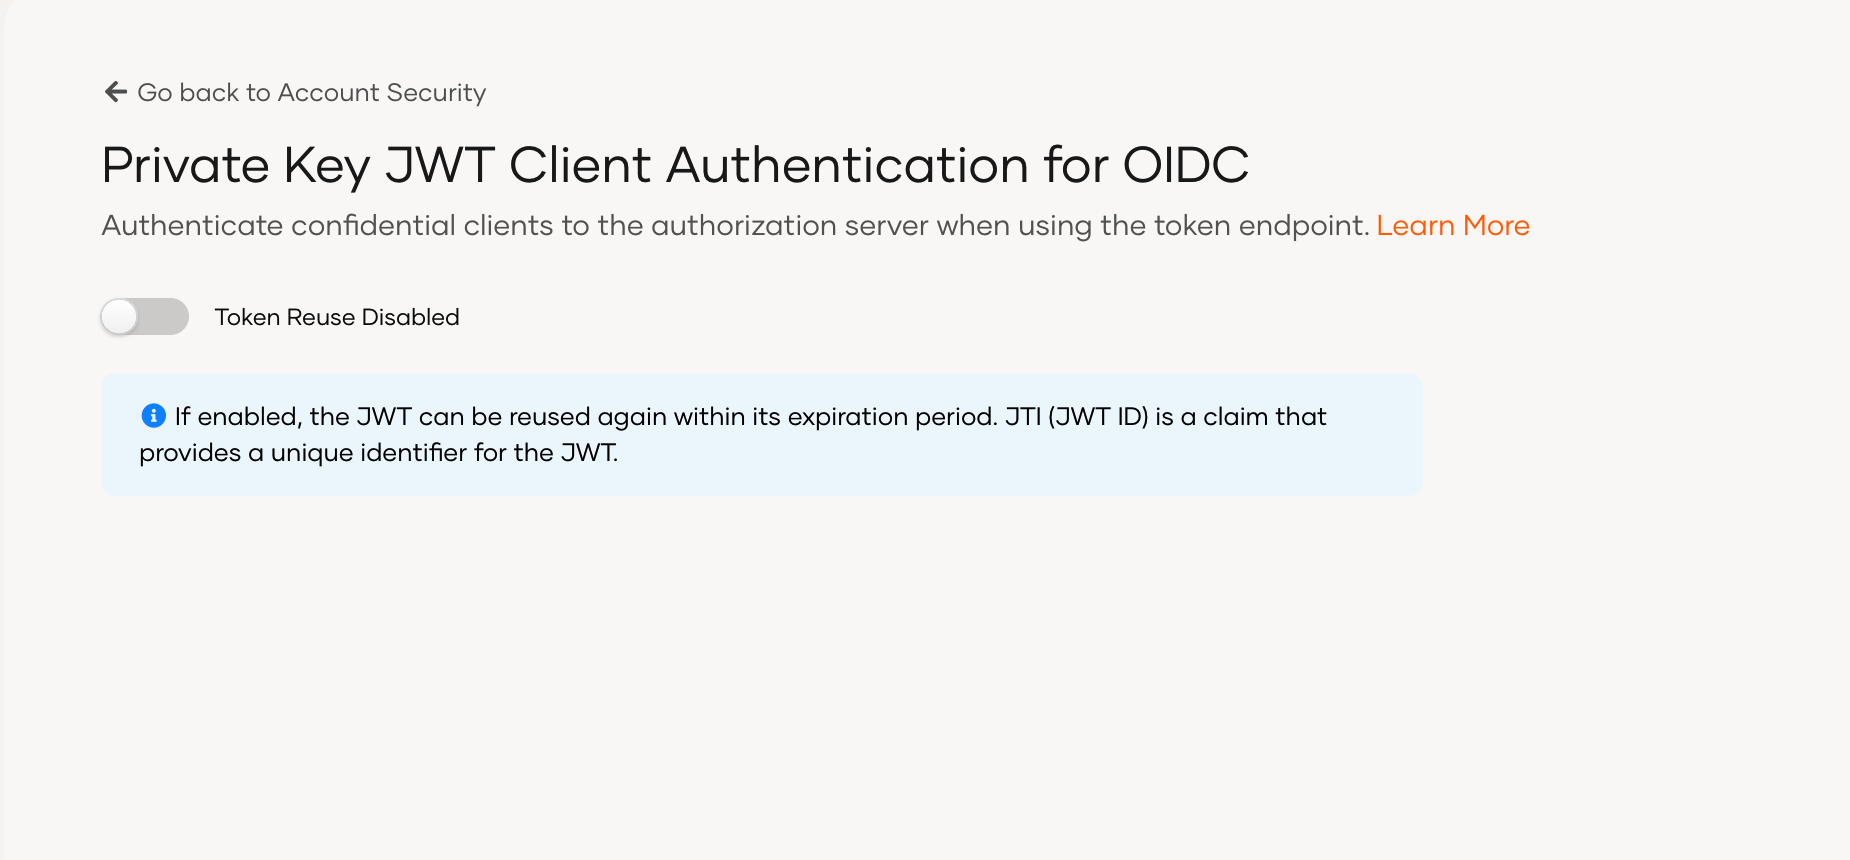 Go back to Account Security
Private Key JWT Client Authentication for OIDC
Authenticate confidential clients to the authorization server when using the token endpoint. Learn More
Token Reuse Disabled
If enabled, the JWT can be reused again within its expiration period. JTI (JWT ID) is a claim that
provides a unique identifier for the JWT.